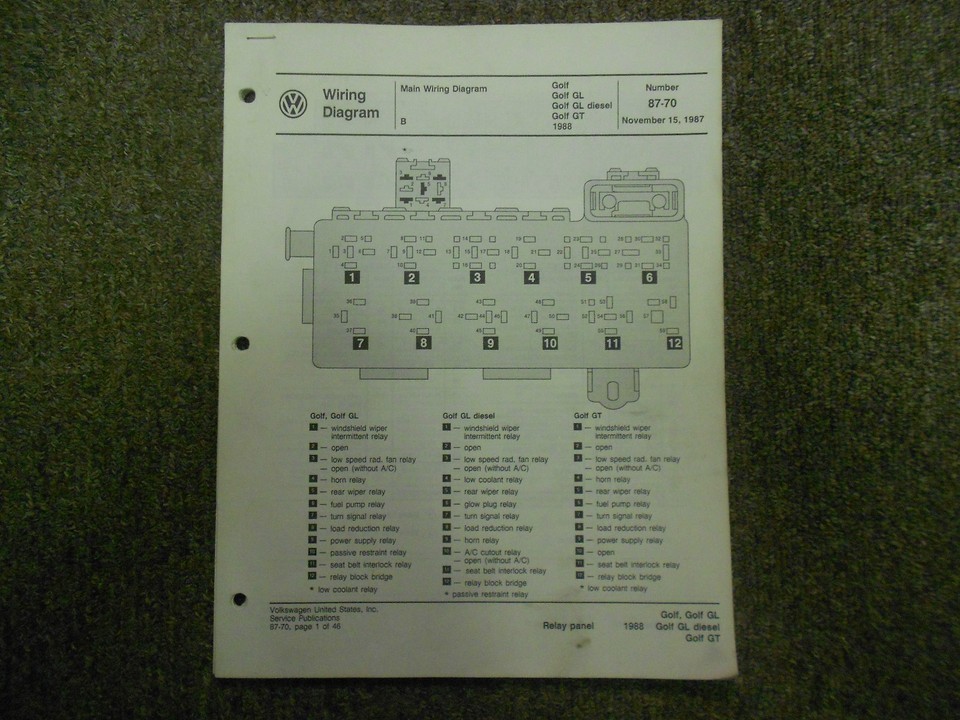 Wiring
Diagram
Main Wiring Diagram
B
Golf
Golf GL
Golf GL diesel
Golf GT
1988
Number
87-70
November 15, 1987
1 2 3 4 5 6
7 8 9 10 11 12
Golf, Golf GL
1 — windshield wiper
intermittent relay
2 — open
3 — low speed rad. fan relay
— open (without A/C)
4 — horn relay
5 — rear wiper relay
6 — fuel pump relay
7 — turn signal relay
8 — load reduction relay
9 — power supply relay
10 — passive restraint relay
11 — seat belt interlock relay
12 — relay block bridge
* low coolant relay
Golf GL diesel
1 — windshield wiper
intermittent relay
2 — open
3 — low speed rad. fan relay
— open (without A/C)
4 — low coolant relay
5 — rear wiper relay
6 — glow plug relay
7 — turn signal relay
8 — load reduction relay
9 — horn relay
10 — A/C cutout relay
— open (without A/C)
11 — seat belt interlock relay
12 — relay block bridge
* passive restraint relay
Golf GT
1 — windshield wiper
intermittent relay
2 — open
3 — low speed rad. fan relay
— open (without A/C)
4 — horn relay
5 — rear wiper relay
6 — fuel pump relay
7 — turn signal relay
8 — load reduction relay
9 — power supply relay
10 — open
11 — seat belt interlock relay
12 — relay block bridge
* low coolant relay
Volkswagen United States, Inc.
Service Publications
87-70, page 1 of 46
Relay panel
1988
Golf, Golf GL
Golf GL diesel
Golf GT